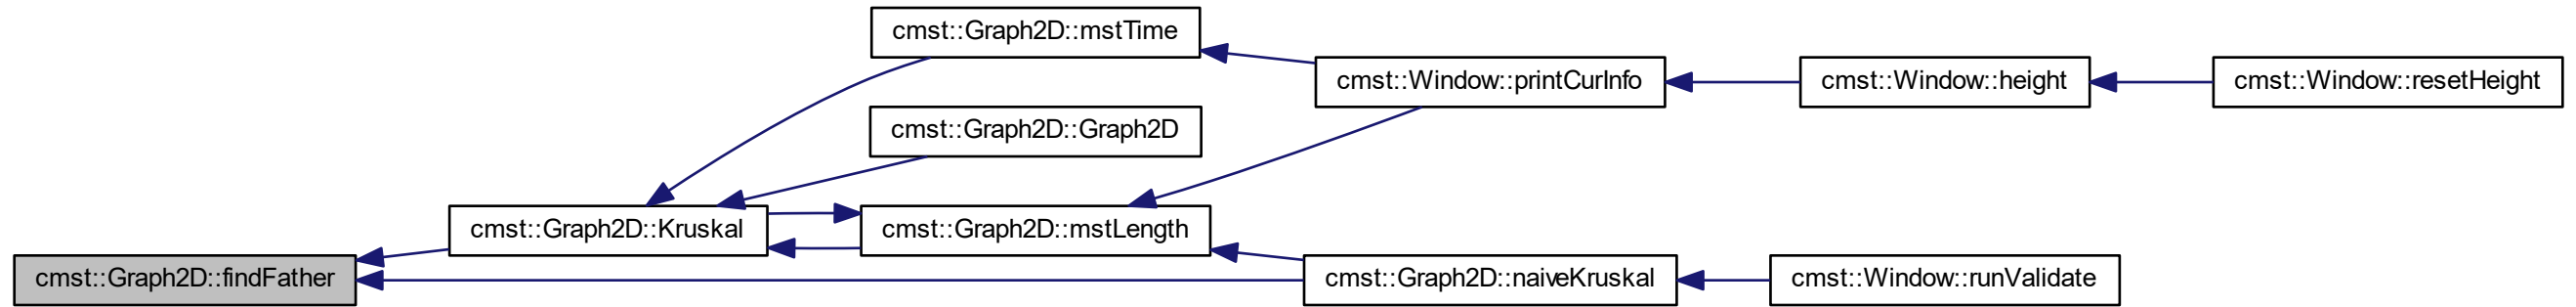 cmst::Graph2D::mstTime
cmst::Window::printCurInfo
cmst::Window::height
cmst::Window::resetHeight
cmst::Graph2D::Graph2D
cmst::Graph2D::Kruskal
cmst::Graph2D::mstLength
cmst::Graph2D::findFather
cmst::Graph2D::naiveKruskal
cmst::Window::runValidate